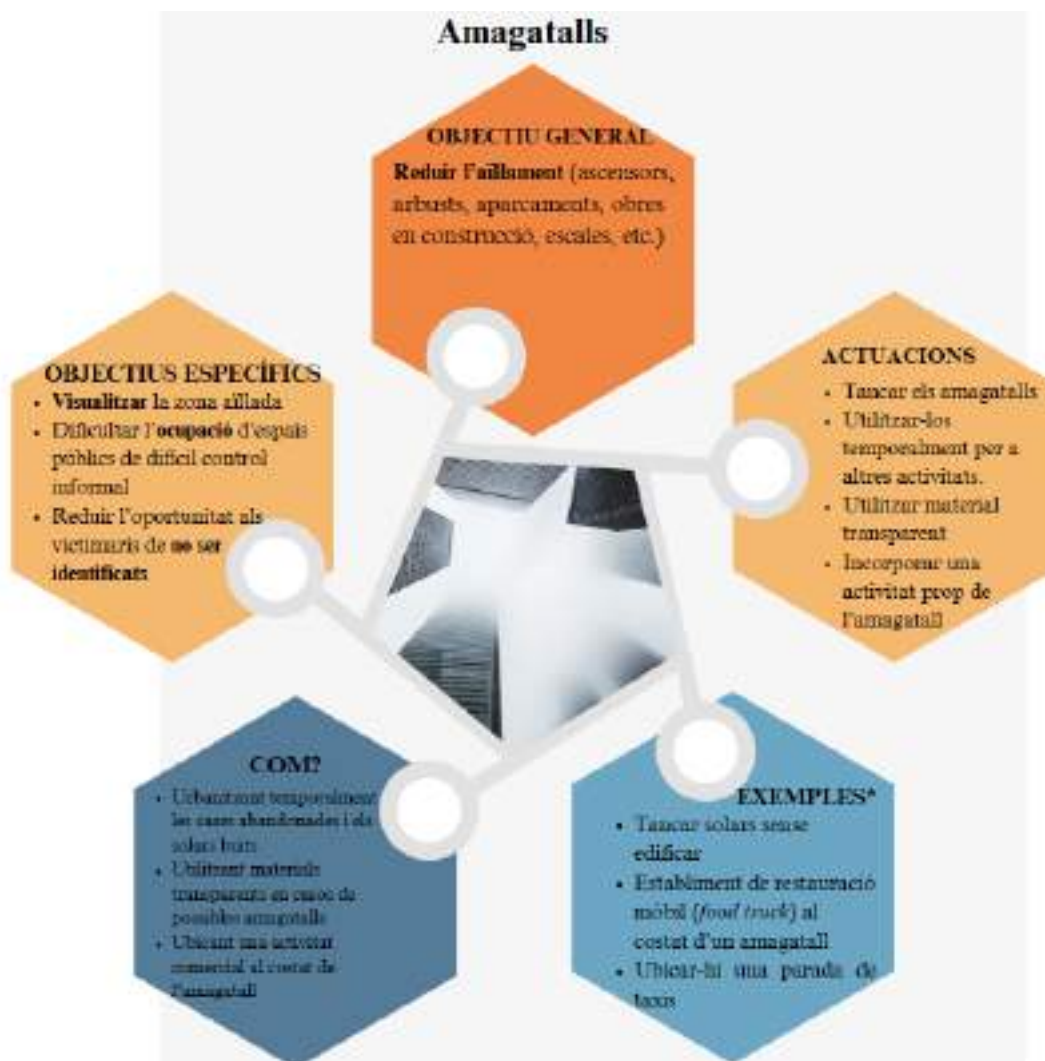 Amagatalls
OBJECTIU GENERAL
Reduir l'aïllament (ascensors,
arbusts, aparcaments, obres
en construcció, escales, etc.)
OBJECTIUS ESPECÍFICS
• Visualitzar la zona aïllada
• Dificultar l'ocupació d'espais
públics de difícil control
informal
• Reduir l'oportunitat als
victimaris de no ser
identificats
ACTUACIONS
• Tancar els amagatalls
• Utilitzar-los
temporalment per a
altres activitats.
• Utilitzar material
transparent
• Incorporar una
activitat prop de
l'amagatall
COM?
• Urbanitzant temporalment
les cases abandonades i els
solars buits
• Utilitzant materials
transparents en casos de
possibles amagatalls
• Ubicant una activitat
comercial al costat de
l'amagatall
EXEMPLES*
• Tancar solars sense
edificar
• Establiment de restauració
mòbil (food truck) al
costat d'un amagatall
• Ubicar-hi una parada de
taxis